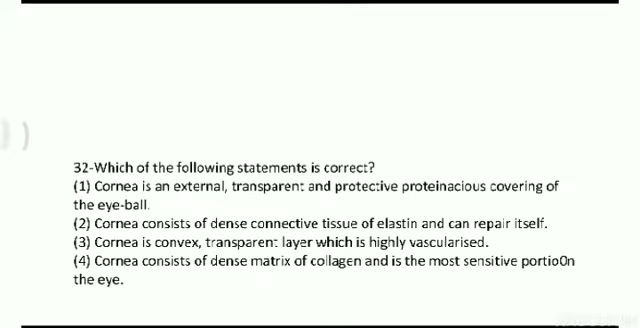 32-Which of the following statements is correct?
(1) Cornea is an external, transparent and protective proteinacious covering of
the eye-ball.
(2) Cornea consists of dense connective tissue of elastin and can repair itself.
(3) Cornea is convex, transparent layer which is highly vascularised.
(4) Cornea consists of dense matrix of collagen and is the most sensitive portio0n
the eye.